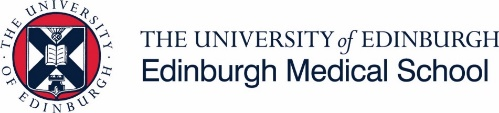 THE UNIVERSITY
OF EDINBURGH
THE UNIVERSITY of EDINBURGH
Edinburgh Medical School